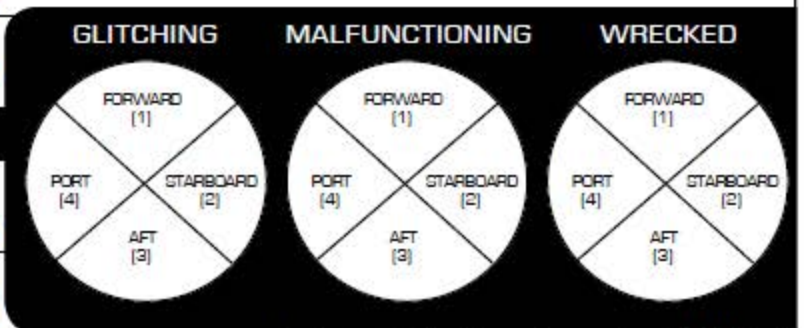 GLITCHING
FORWARD
(1)
PORT
(4)
STARBOARD
(2)
AFT
(3)
MALFUNCTIONING
FORWARD
(1)
PORT
(4)
STARBOARD
(2)
AFT
(3)
WRECKED
FORWARD
(1)
PORT
(4)
STARBOARD
(2)
AFT
(3)